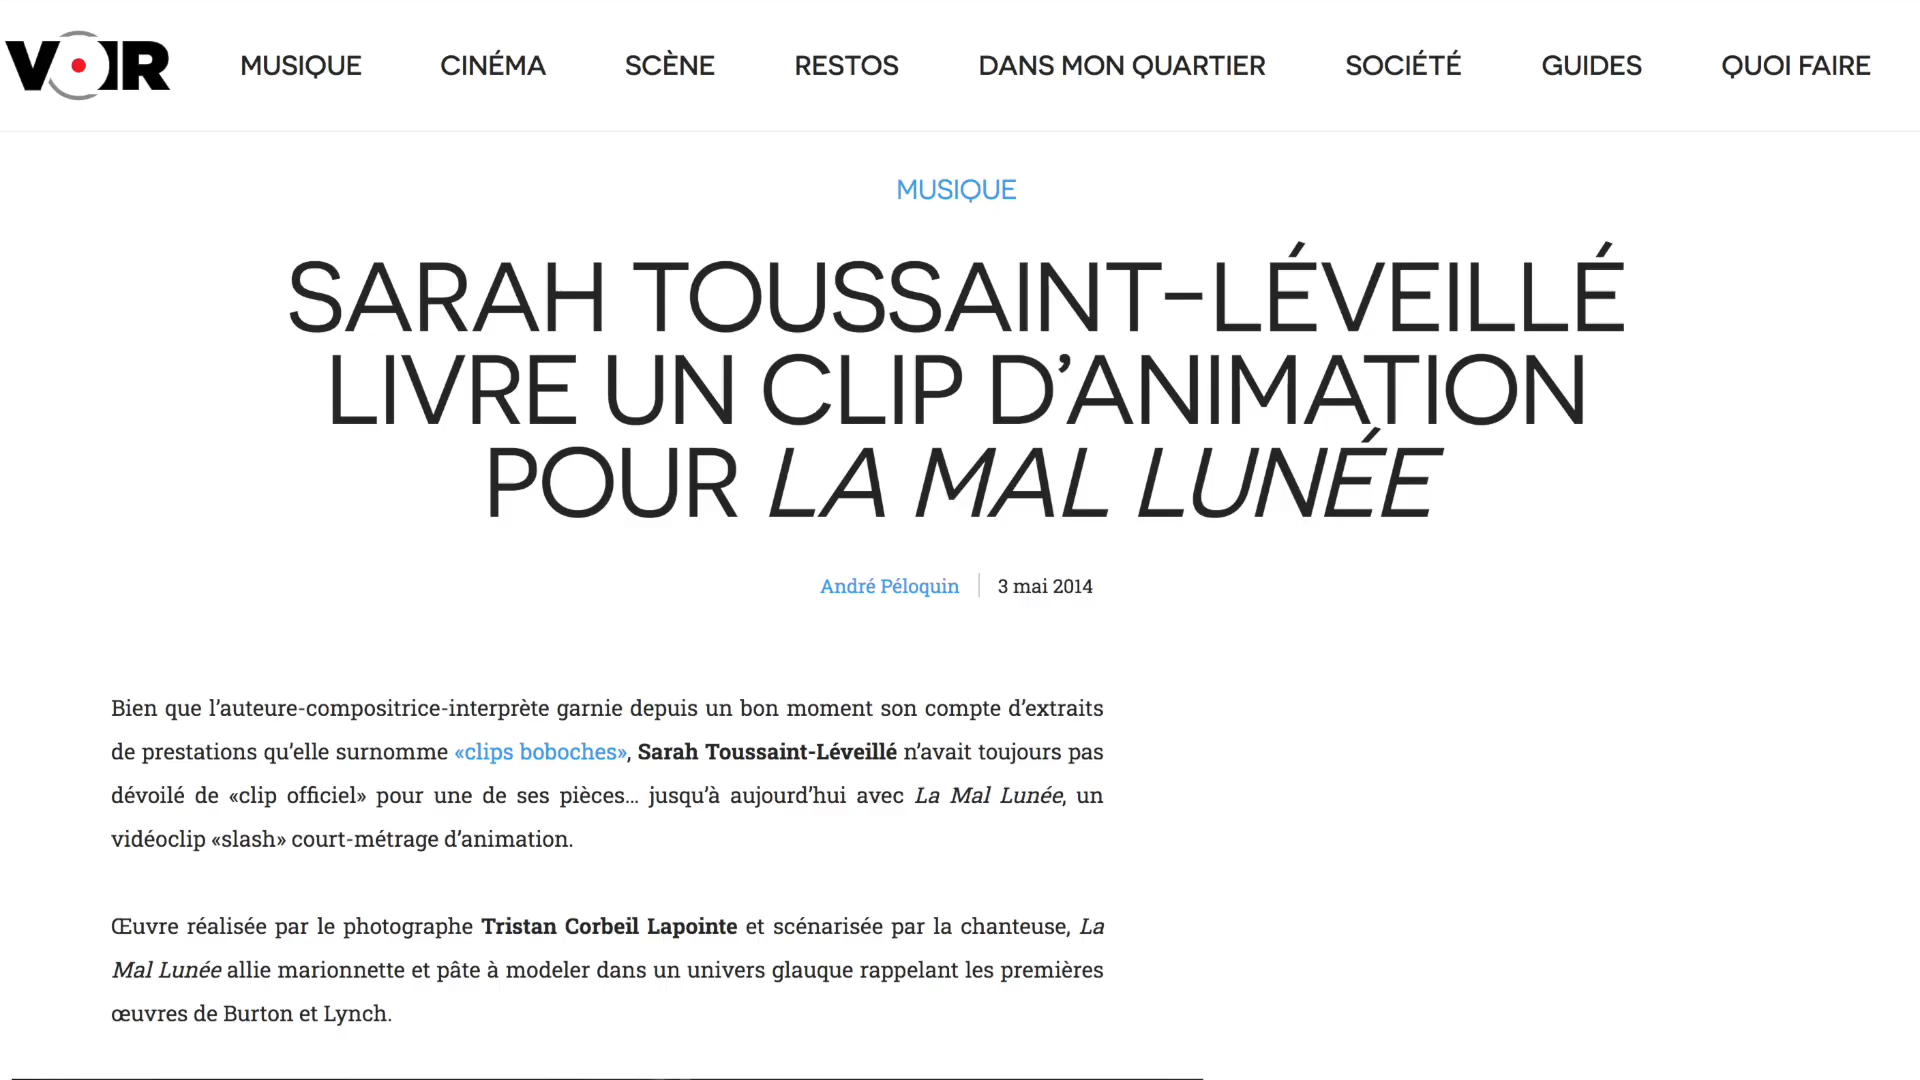 VOIR
MUSIQUE CINÉMA SCÈNE RESTOS DANS MON QUARTIER SOCIÉTÉ GUIDES QUOI FAIRE
MUSIQUE
SARAH TOUSSAINT-LÉVEILLÉ
LIVRE UN CLIP D’ANIMATION
POUR LA MAL LUNÉE
André Péloquin 3 mai 2014
Bien que l’auteure-compositrice-interprète garnie depuis un bon moment son compte d’extraits
de prestations qu’elle surnomme «clips boboches», Sarah Toussaint-Léveillé n’avait toujours pas
dévoilé de «clip officiel» pour une de ses pièces… jusqu’à aujourd’hui avec La Mal Lunée, un
vidéoclip «slash» court-métrage d’animation.
Œuvre réalisée par le photographe Tristan Corbeil Lapointe et scénarisée par la chanteuse, La
Mal Lunée allie marionnette et pâte à modeler dans un univers glauque rappelant les premières
œuvres de Burton et Lynch.